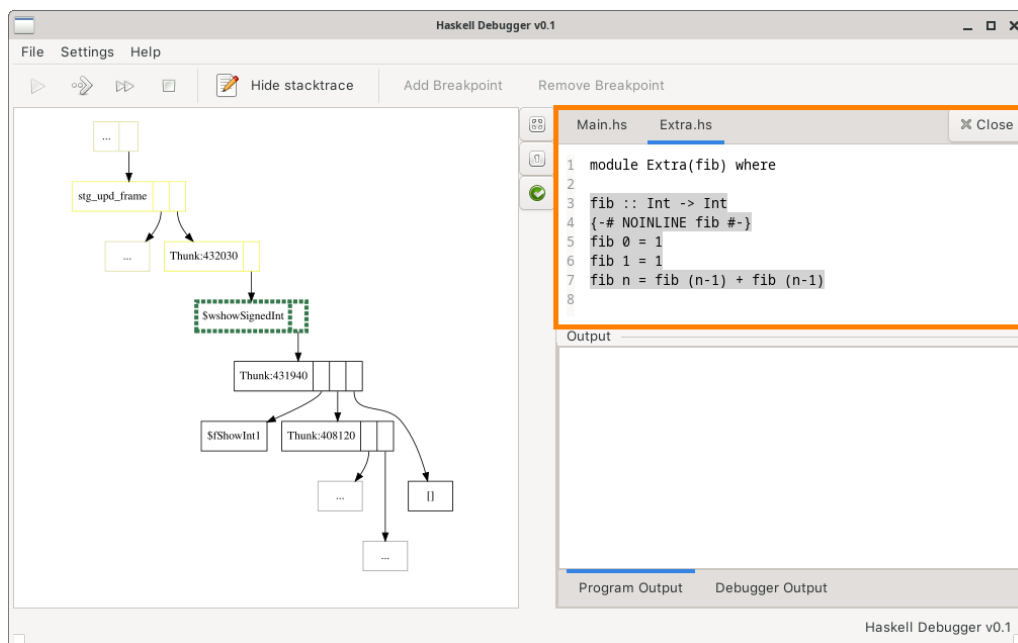 Haskell Debugger v0.1
File Settings Help
Hide stacktrace Add Breakpoint Remove Breakpoint
...
stg_upd_frame
...
Thunk:432030
$wshowSignedInt
Thunk:431940
$fShowInt1
Thunk:408120
...
[]
...
Main.hs Extra.hs Close
1 module Extra(fib) where
2
3 fib :: Int -> Int
4 {-# NOINLINE fib #-}
5 fib 0 = 1
6 fib 1 = 1
7 fib n = fib (n-1) + fib (n-1)
8
Output
Program Output Debugger Output
Haskell Debugger v0.1